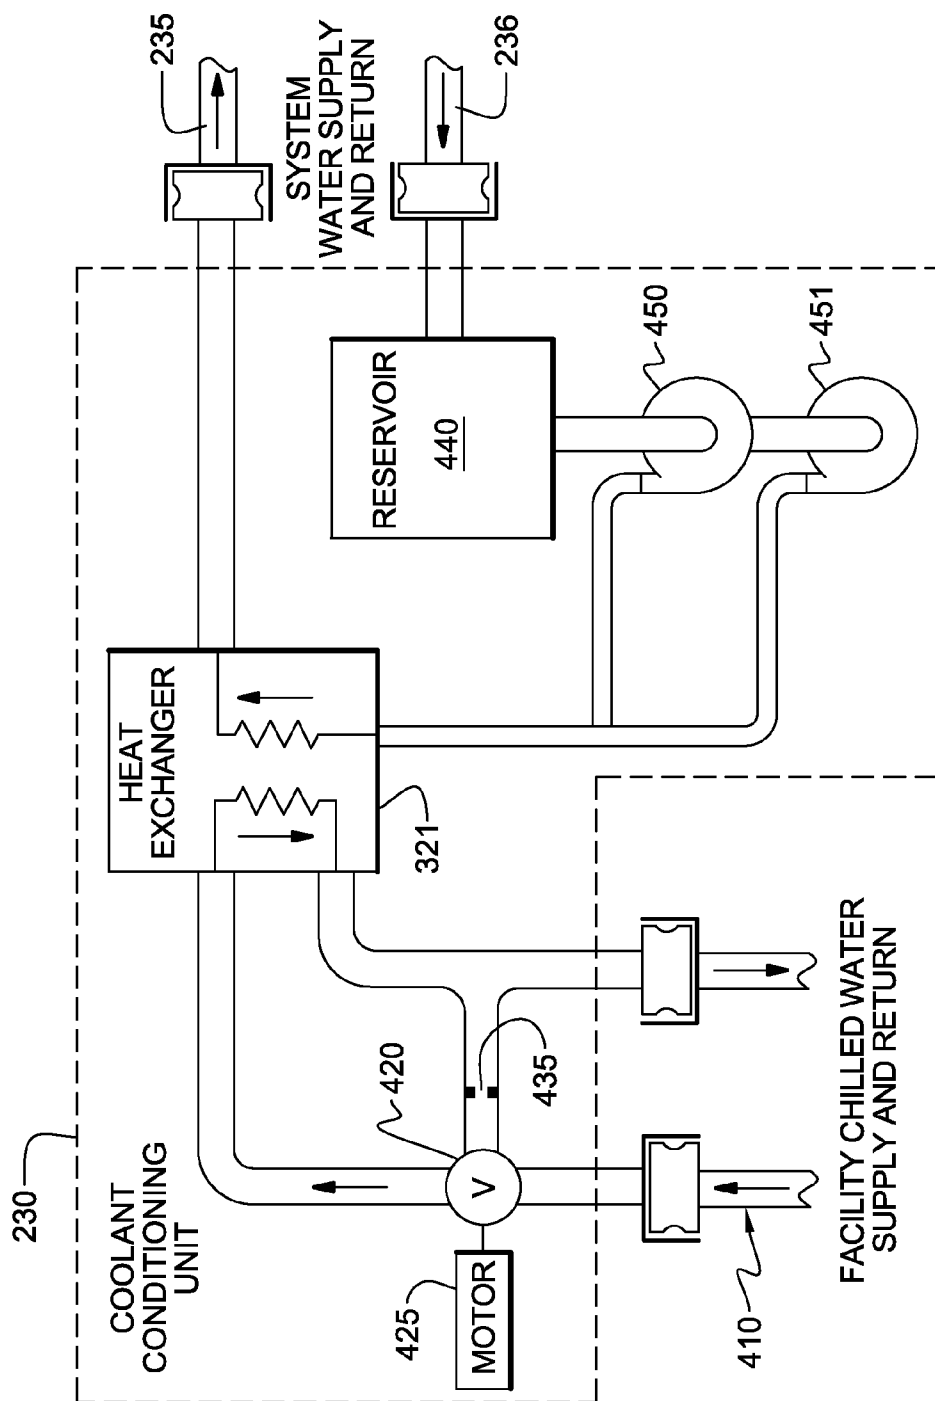 230
COOLANT
CONDITIONING
UNIT
HEAT
EXCHANGER
321
235
SYSTEM
WATER SUPPLY
AND RETURN
236
RESERVOIR
440
450
451
420
V
425
MOTOR
435
410
FACILITY CHILLED WATER
SUPPLY AND RETURN